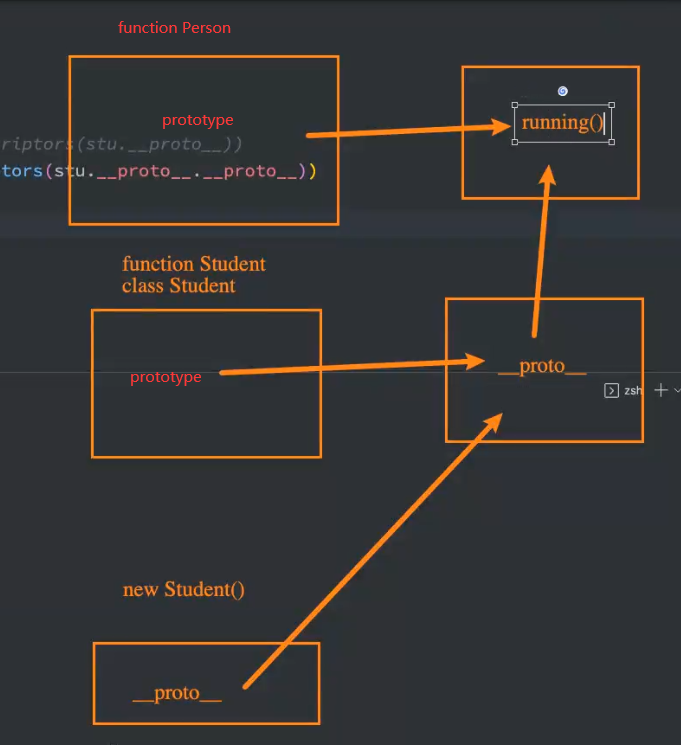 function Person
prototype
running()
riptors(stu.__proto__))
tors(stu.__proto__.__proto__))
function Student
class Student
prototype
__proto__
zsh
new Student()
__proto__